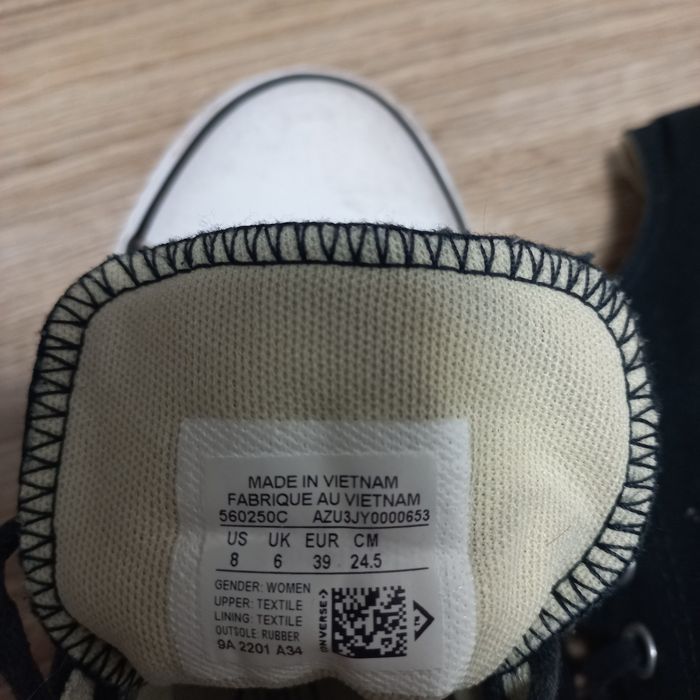 MADE IN VIETNAM
FABRIQUE AU VIETNAM
560250C AZU3JY0000653
US UK EUR CM
8 6 39 24.5
GENDER: WOMEN
UPPER: TEXTILE
LINING: TEXTILE
OUTSOLE: RUBBER
9A 2201 A34